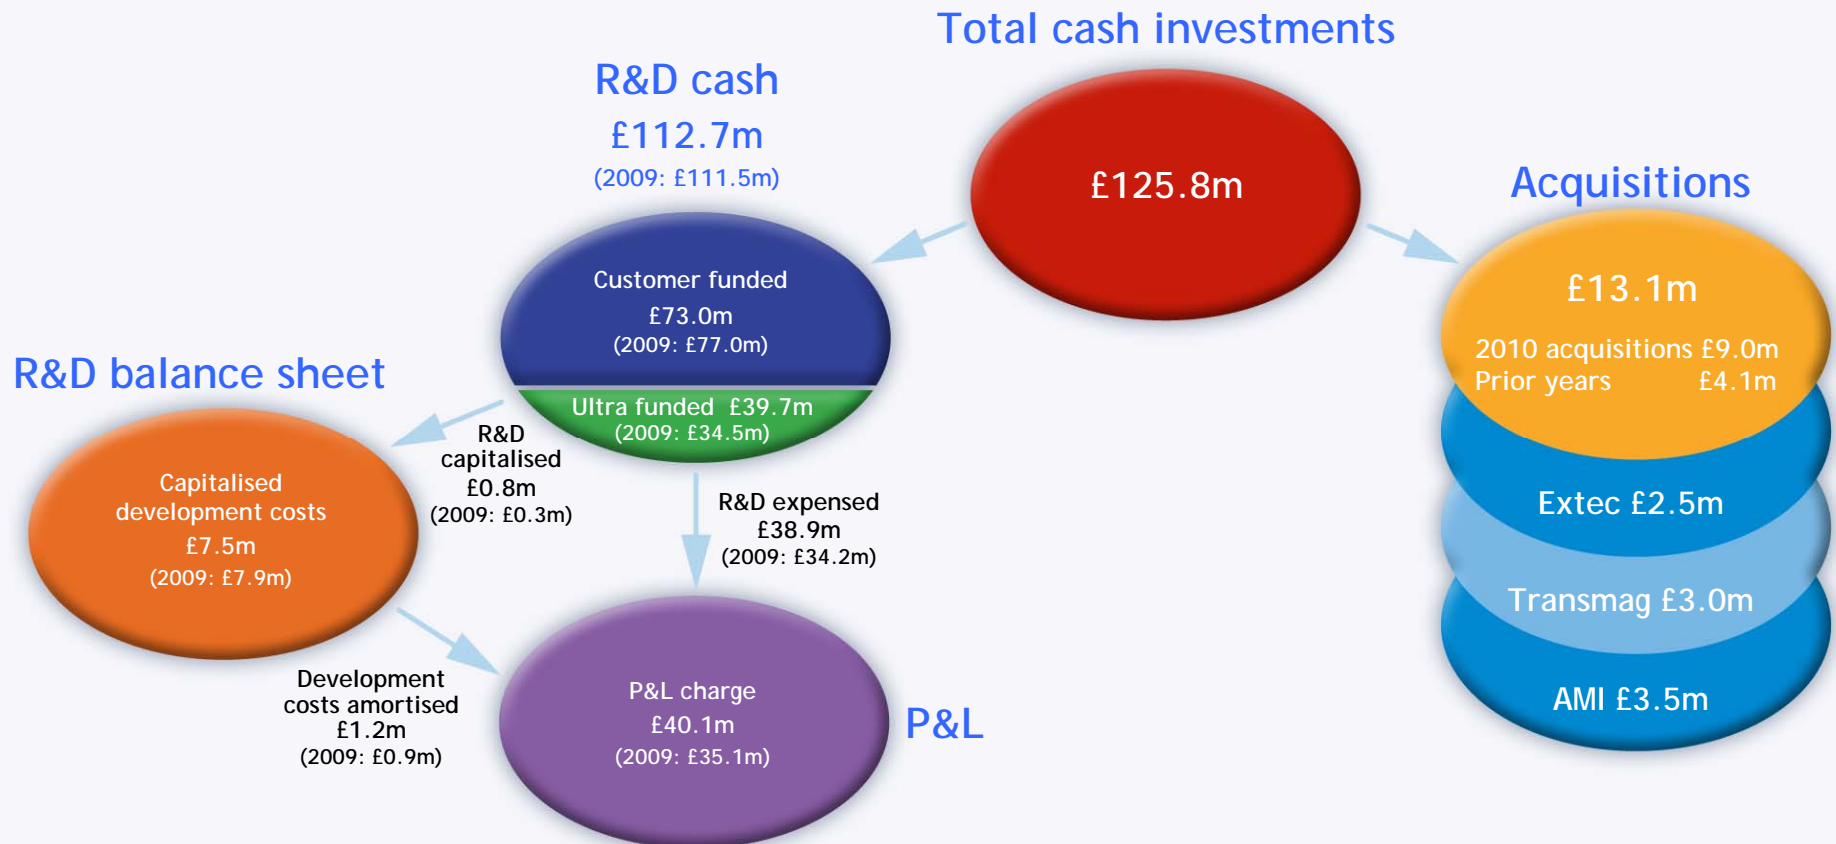 Total cash investments
£125.8m
R&D cash
£112.7m
(2009: £111.5m)
Customer funded
£73.0m
(2009: £77.0m)
Ultra funded £39.7m
(2009: £34.5m)
Acquisitions
£13.1m
2010 acquisitions £9.0m
Prior years £4.1m
Extec £2.5m
Transmag £3.0m
AMI £3.5m
R&D balance sheet
Capitalised
development costs
£7.5m
(2009: £7.9m)
R&D
capitalised
£0.8m
(2009: £0.3m)
R&D expensed
£38.9m
(2009: £34.2m)
Development
costs amortised
£1.2m
(2009: £0.9m)
P&L charge
£40.1m
(2009: £35.1m)
P&L